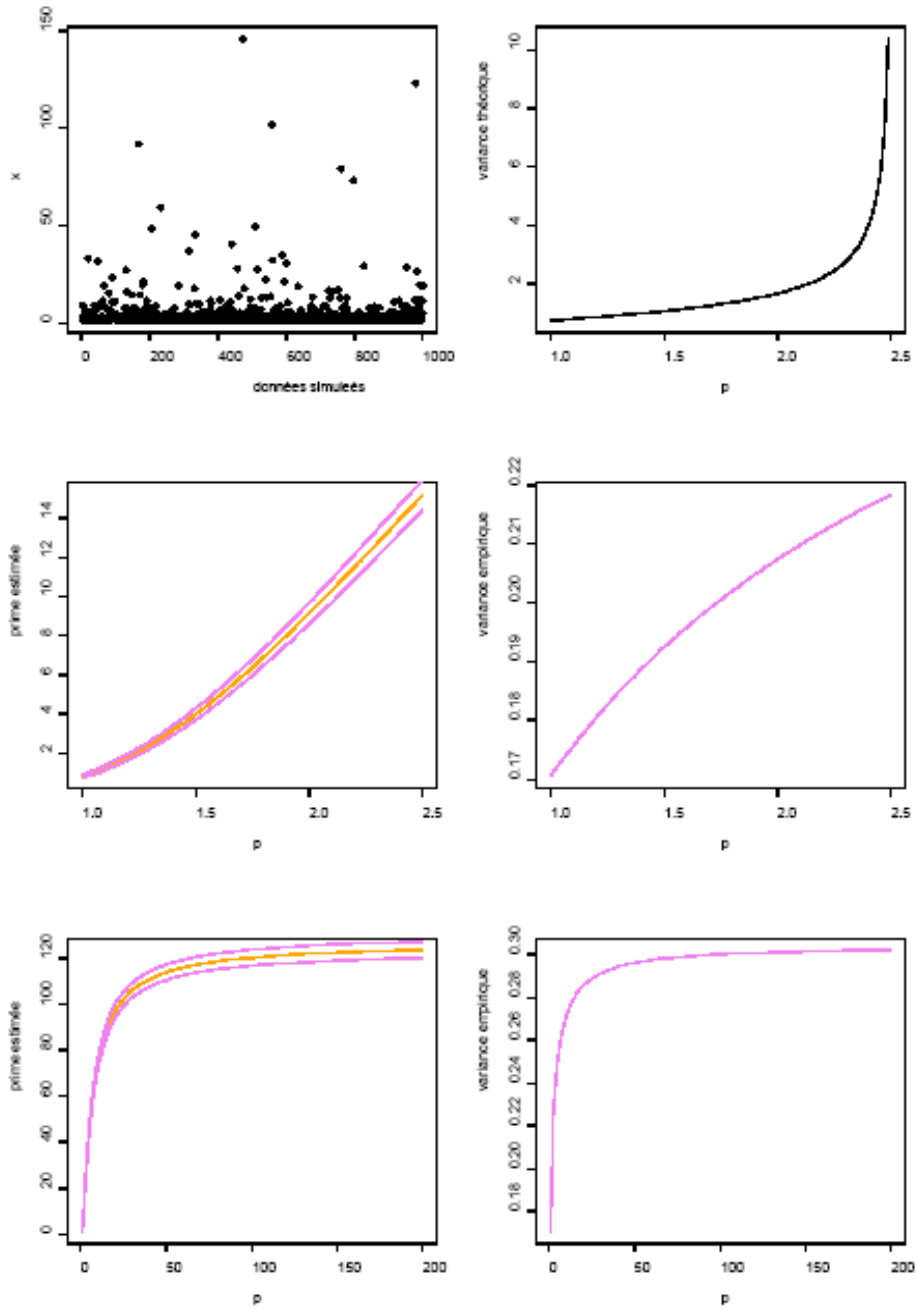 150
100
50
0
x
0 200 400 600 800 1000
données simuleés
10
8
6
4
2
variance théorique
1.0 1.5 2.0 2.5
p
14
12
10
8
6
4
2
prime estimée
1.0 1.5 2.0 2.5
p
0.22
0.21
0.20
0.19
0.18
0.17
variance empirique
1.0 1.5 2.0 2.5
p
120
100
80
60
40
20
0
prime estimée
0 50 100 150 200
p
0.30
0.28
0.26
0.24
0.22
0.20
0.18
variance empirique
0 50 100 150 200
p